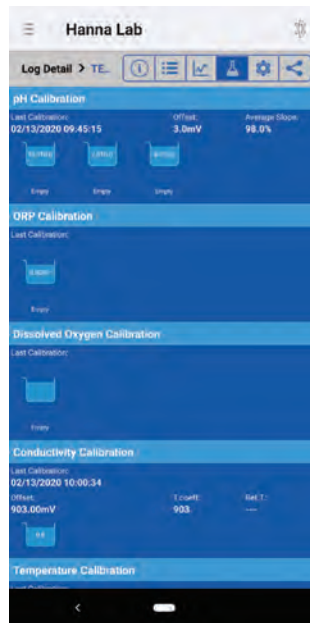 Hanna Lab
Log Detail > TE...
pH Calibration
Last Calibration: Offset: Average Slope:
02/13/2020 09:45:15 3.0mV 98.0%
Empty Empty Empty
ORP Calibration
Last Calibration:
Empty
Dissolved Oxygen Calibration
Last Calibration:
Empty
Conductivity Calibration
Last Calibration:
02/13/2020 10:00:34
Offset: T.coeff: Ref.T.:
903.00mV 903 ---
Temperature Calibration
Last Calibration: